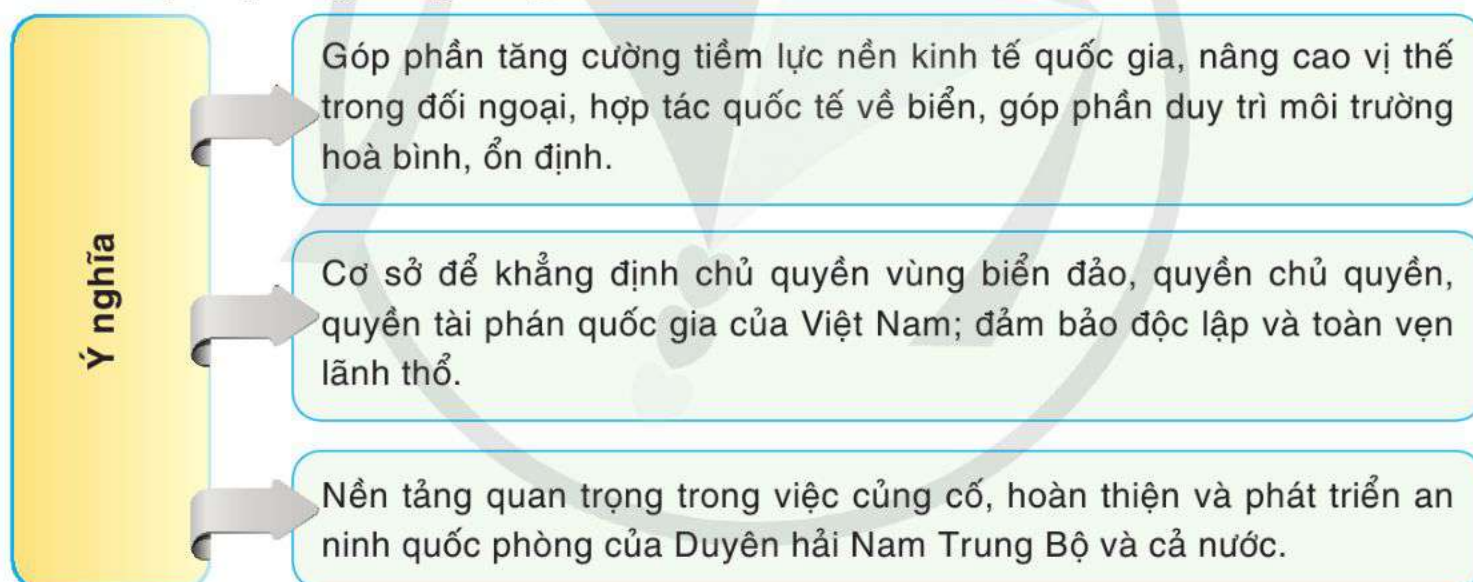 Ý nghĩa
Góp phần tăng cường tiềm lực nền kinh tế quốc gia, nâng cao vị thế
trong đối ngoại, hợp tác quốc tế về biển, góp phần duy trì môi trường
hoà bình, ổn định.
Cơ sở để khẳng định chủ quyền vùng biển đảo, quyền chủ quyền,
quyền tài phán quốc gia của Việt Nam; đảm bảo độc lập và toàn vẹn
lãnh thổ.
Nền tảng quan trọng trong việc củng cố, hoàn thiện và phát triển an
ninh quốc phòng của Duyên hải Nam Trung Bộ và cả nước.